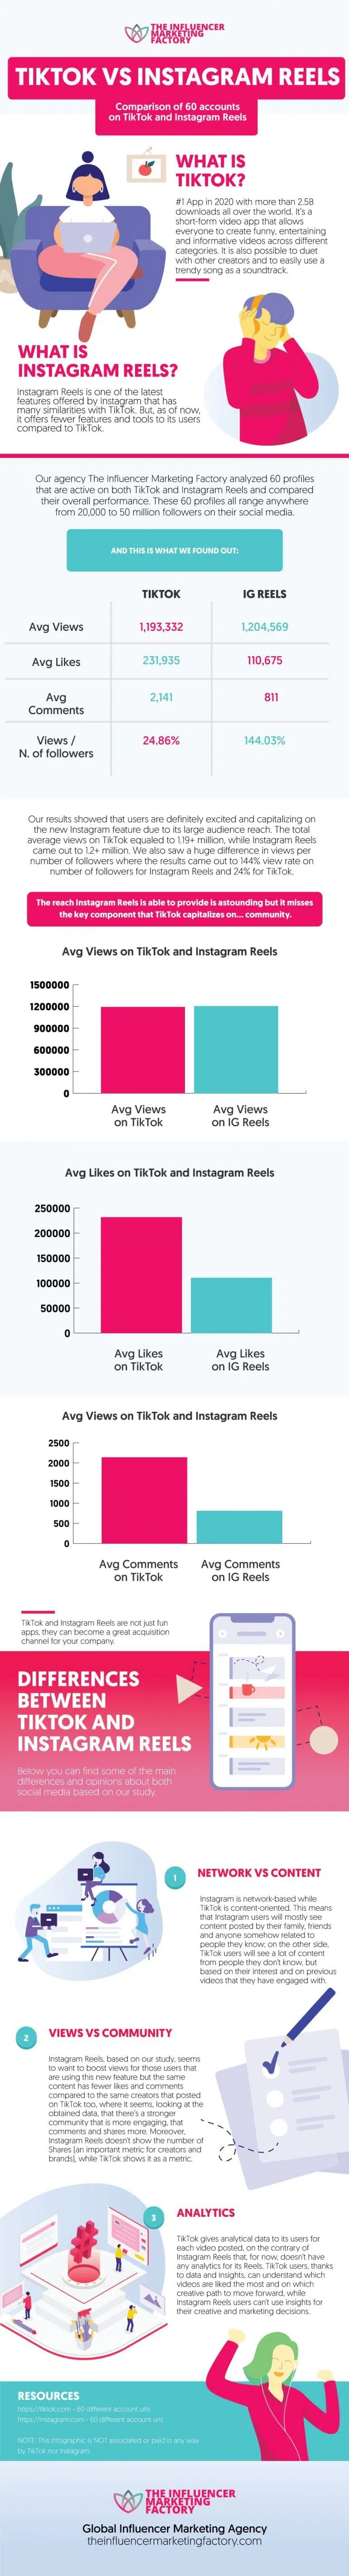 THE INFLUENCER
MARKETING
FACTORY
TIKTOK VS INSTAGRAM REELS
Comparison of 60 accounts
on TikTok and Instagram Reels
WHAT IS
TIKTOK?
#1 App in 2020 with more than 2.5B
downloads all over the world. It's a
short-form video app that allows
everyone to create funny, entertaining
and informative videos across different
categories. It is also possible to duet
with other creators and to easily use a
trendy song as a soundtrack.
WHAT IS
INSTAGRAM REELS?
Instagram Reels is one of the latest
features offered by Instagram that has
many similarities with TikTok. But, as of now,
it offers fewer features and tools to its users
compared to TikTok.
Our agency The Influencer Marketing Factory analyzed 60 profiles
that are active on both TikTok and Instagram Reels and compared
their overall performance. These 60 profiles all range anywhere
from 20,000 to 50 million followers on their social media.
AND THIS IS WHAT WE FOUND OUT:
TIKTOK IG REELS
Avg Views 1,193,332 1,204,569
Avg Likes 231,935 110,675
Avg
Comments 2,141 811
Views /
N. of followers 24.86% 144.03%
Our results showed that users are definitely excited and capitalizing on
the new Instagram feature due to its large audience reach. The total
average views on TikTok equaled to 1.19+ million, while Instagram Reels
came out to 1.2+ million. We also saw a huge difference in views per
number of followers where the results came out to 144% view rate on
number of followers for Instagram Reels and 24% for TikTok.
The reach Instagram Reels is able to provide is astounding but it misses
the key component that TikTok capitalizes on... community.
Avg Views on TikTok and Instagram Reels
1500000
1200000
900000
600000
300000
0
Avg Views Avg Views
on TikTok on IG Reels
Avg Likes on TikTok and Instagram Reels
250000
200000
150000
100000
50000
0
Avg Likes Avg Likes
on TikTok on IG Reels
Avg Views on TikTok and Instagram Reels
2500
2000
1500
1000
500
0
Avg Comments Avg Comments
on TikTok on IG Reels
TikTok and Instagram Reels are not just fun
apps, they can become a great acquisition
channel for your company.
DIFFERENCES
BETWEEN
TIKTOK AND
INSTAGRAM REELS
Below you can find some of the main
differences and opinions about both
social media based on our study.
1 NETWORK VS CONTENT
Instagram is network-based while
TikTok is content-oriented. This means
that Instagram users will mostly see
content posted by their family, friends
and anyone somehow related to
people they know; on the other side,
TikTok users will see a lot of content
from people they don't know, but
based on their interest and on previous
videos that they have engaged with.
2 VIEWS VS COMMUNITY
Instagram Reels, based on our study, seems
to want to boost views for those users that
are using this new feature but the same
content has fewer likes and comments
compared to the same creators that posted
on TikTok too, where it seems, looking at the
obtained data, that there's a stronger
community that is more engaging, that
comments and shares more. Moreover,
Instagram Reels doesn't show the number of
Shares (an important metric for creators and
brands), while TikTok shows it as a metric.
3 ANALYTICS
TikTok gives analytical data to its users for
each video posted, on the contrary of
Instagram Reels that, for now, doesn't have
any analytics for its Reels. TikTok users, thanks
to data and insights, can understand which
videos are liked the most and on which
creative path to move forward, while
Instagram Reels users can't use insights for
their creative and marketing decisions.
RESOURCES
https://tiktok.com - 60 different account urls
https://instagram.com - 60 different account urls
NOTE: This infographic is NOT associated or paid in any way
by TikTok nor Instagram.
THE INFLUENCER
MARKETING
FACTORY
Global Influencer Marketing Agency
theinfluencermarketingfactory.com